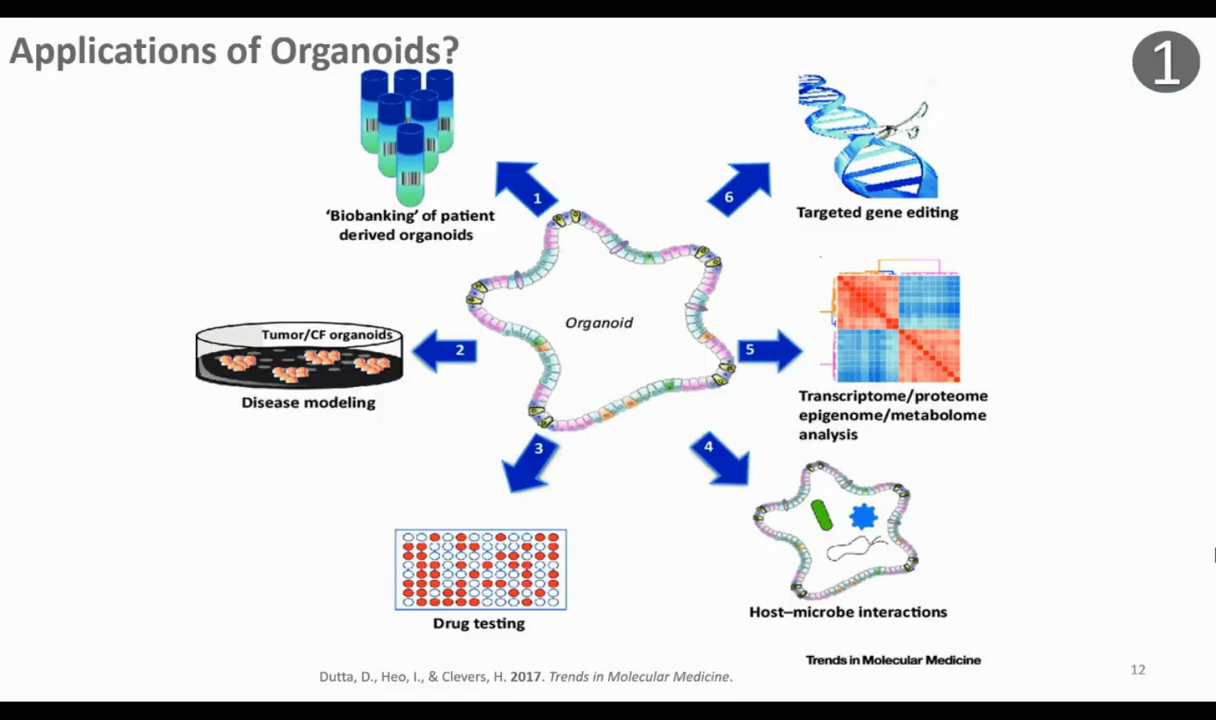 Applications of Organoids?
1
'Biobanking' of patient
derived organoids
1
6
Targeted gene editing
Organoid
Tumor/CF organoids
Disease modeling
2
5
Transcriptome/proteome
epigenome/metabolome
analysis
3
4
Drug testing
Host–microbe interactions
Trends in Molecular Medicine
Dutta, D., Heo, I., & Clevers, H. 2017. Trends in Molecular Medicine.
12